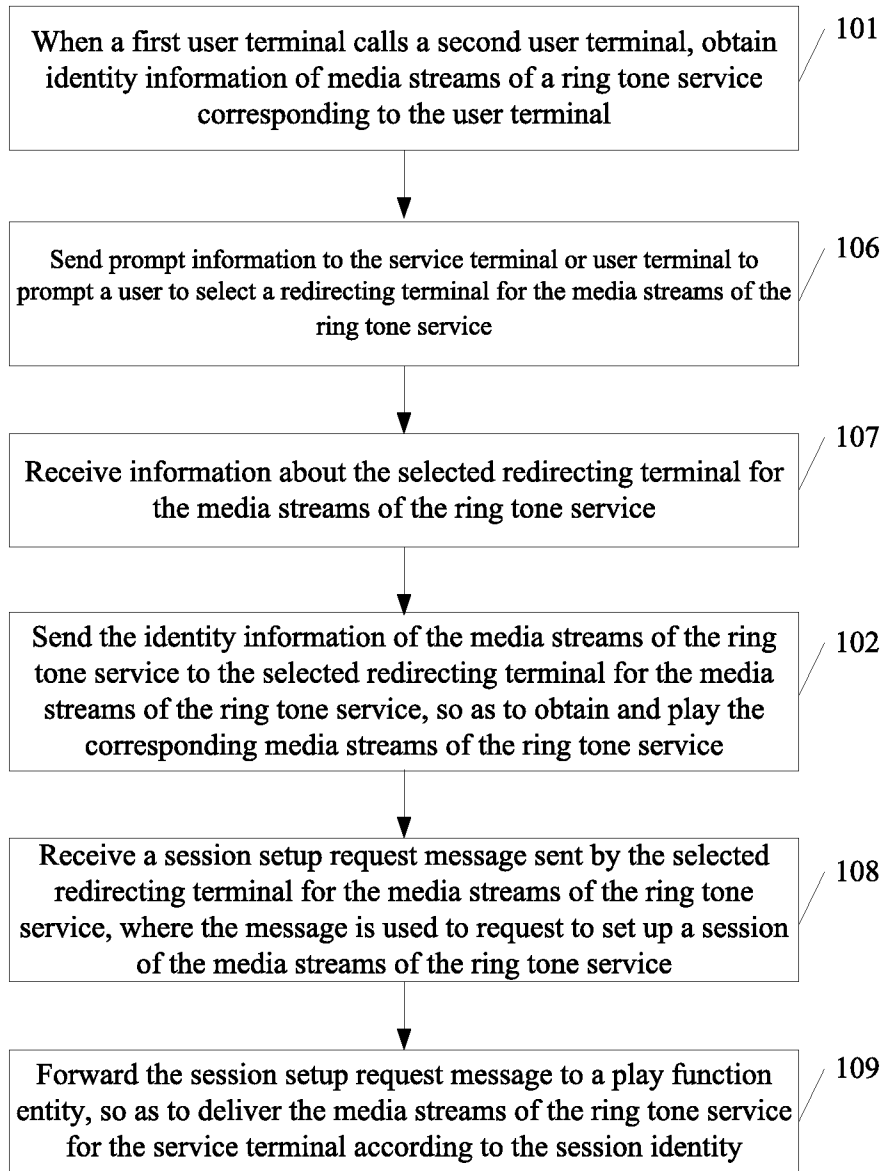 When a first user terminal calls a second user terminal, obtain
identity information of media streams of a ring tone service
corresponding to the user terminal
101
Send prompt information to the service terminal or user terminal to
prompt a user to select a redirecting terminal for the media streams of the
ring tone service
106
Receive information about the selected redirecting terminal for
the media streams of the ring tone service
107
Send the identity information of the media streams of the ring
tone service to the selected redirecting terminal for the media
streams of the ring tone service, so as to obtain and play the
corresponding media streams of the ring tone service
102
Receive a session setup request message sent by the selected
redirecting terminal for the media streams of the ring tone
service, where the message is used to request to set up a session
of the media streams of the ring tone service
108
Forward the session setup request message to a play function
entity, so as to deliver the media streams of the ring tone service
for the service terminal according to the session identity
109